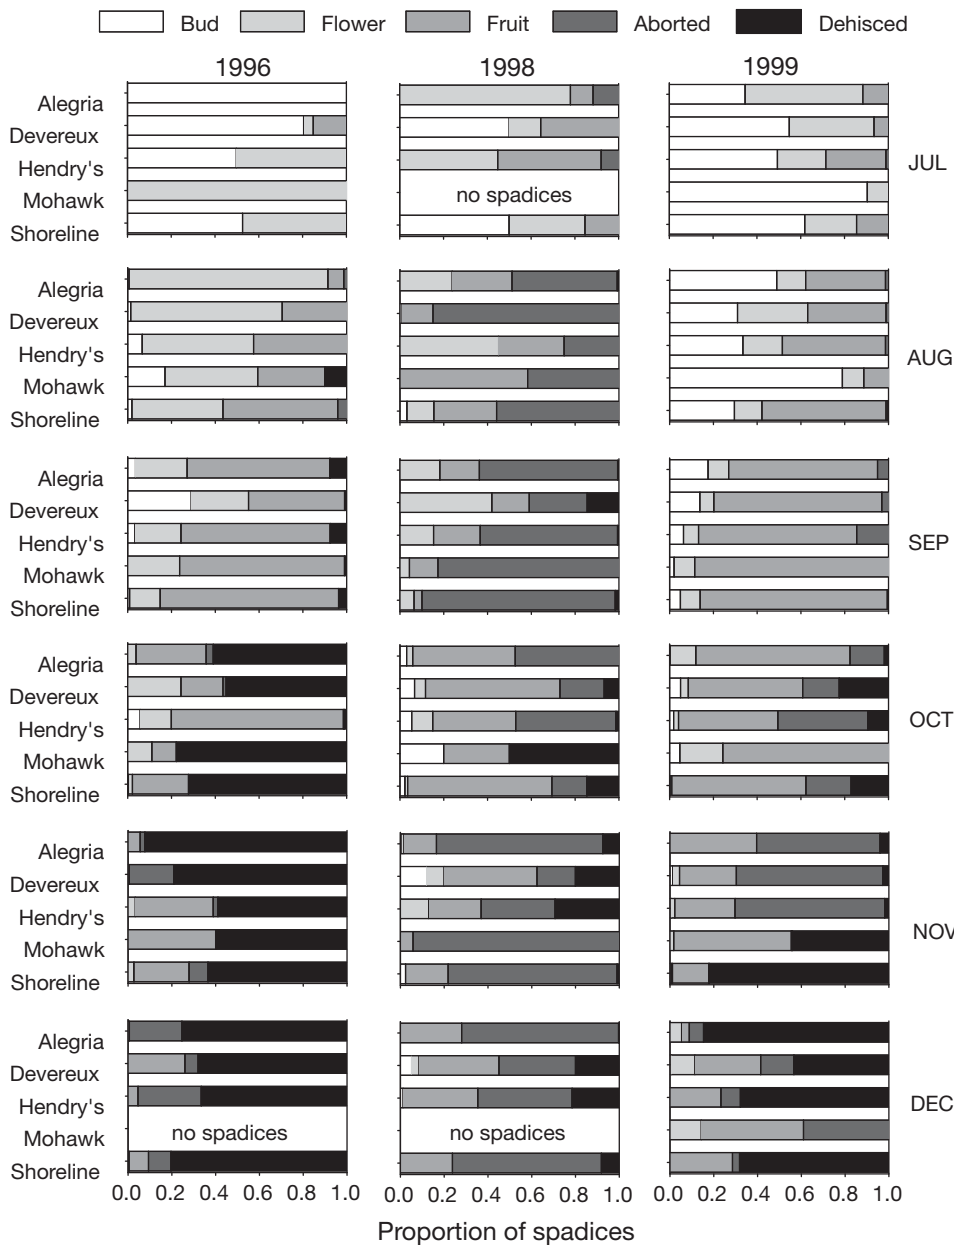 Bud Flower Fruit Aborted Dehisced
1996 1998 1999
Alegria
Devereux
Hendry's JUL
Mohawk no spadices
Shoreline
Alegria
Devereux
Hendry's AUG
Mohawk
Shoreline
Alegria
Devereux
Hendry's SEP
Mohawk
Shoreline
Alegria
Devereux
Hendry's OCT
Mohawk
Shoreline
Alegria
Devereux
Hendry's NOV
Mohawk
Shoreline
Alegria
Devereux
Hendry's DEC
Mohawk no spadices no spadices
Shoreline
0.0 0.2 0.4 0.6 0.8 1.0 0.0 0.2 0.4 0.6 0.8 1.0 0.0 0.2 0.4 0.6 0.8 1.0
Proportion of spadices